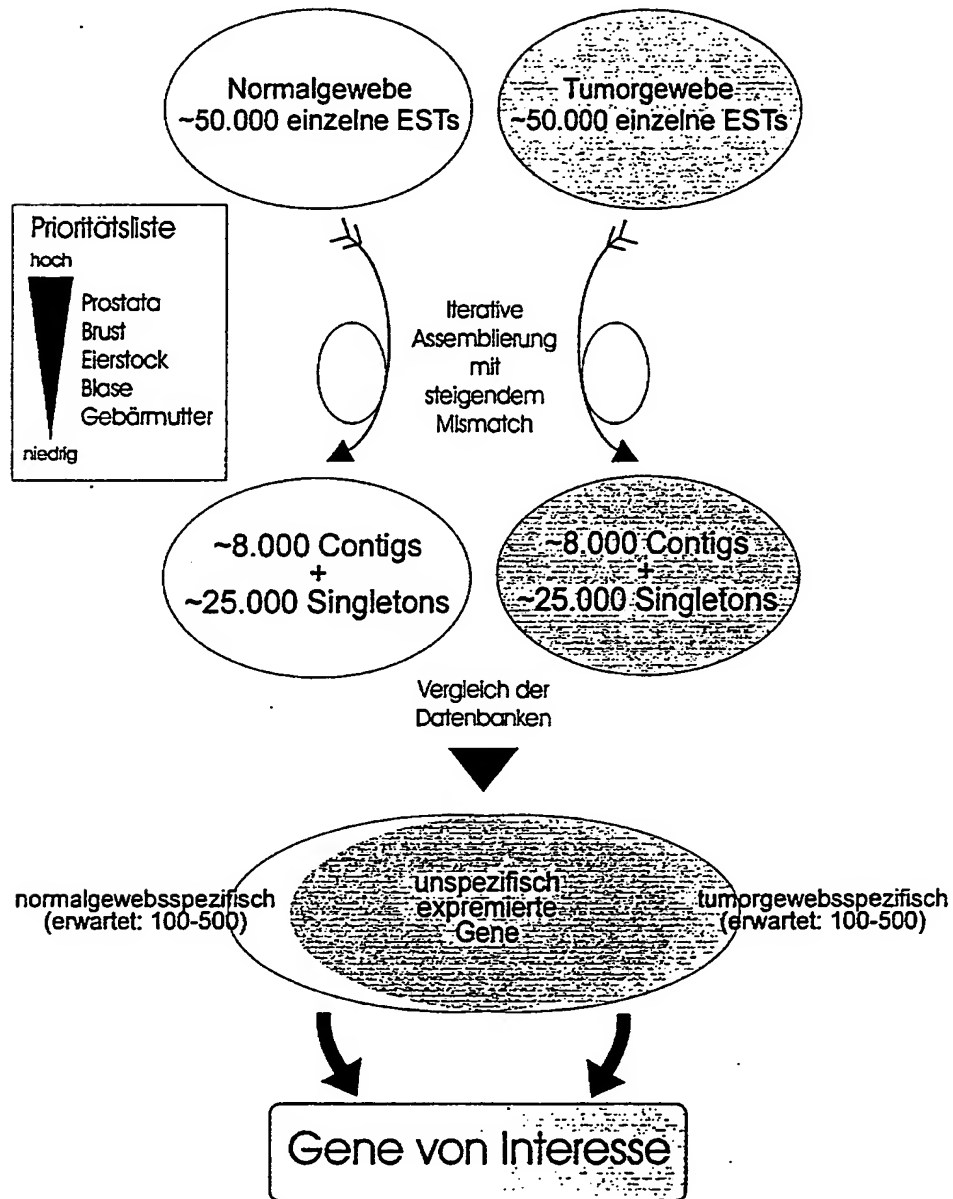 Normalgewebe
~50.000 einzelne ESTs
Tumorgewebe
~50.000 einzelne ESTs
Prioritätsliste
hoch
Prostata
Brust
Eierstock
Blase
Gebärmutter
niedrig
Iterative
Assemblierung
mit
steigendem
Mismatch
~8.000 Contigs
+
~25.000 Singletons
~8.000 Contigs
+
~25.000 Singletons
Vergleich der
Datenbanken
normalgewebsspezifisch
(erwartet: 100-500)
unspezifisch
exprimierte
Gene
tumorgewebsspezifisch
(erwartet: 100-500)
Gene von Interesse